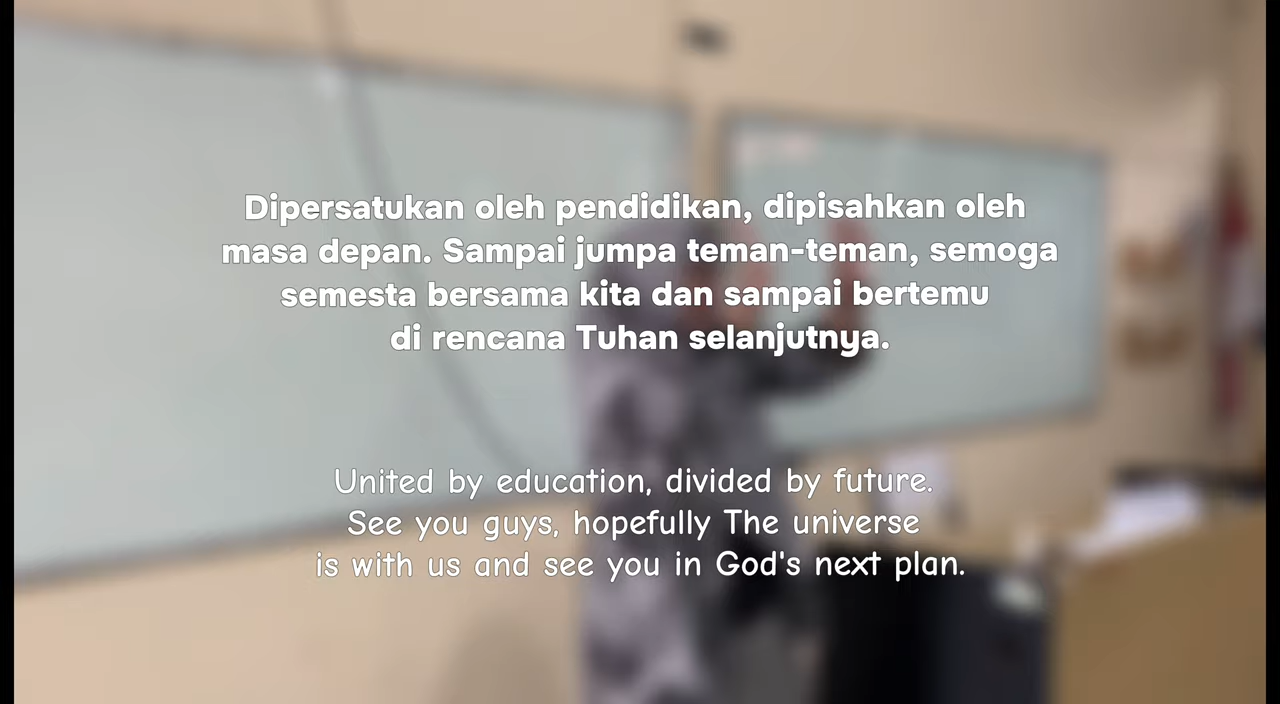 Dipersatukan oleh pendidikan, dipisahkan oleh
masa depan. Sampai jumpa teman-teman, semoga
semesta bersama kita dan sampai bertemu
di rencana Tuhan selanjutnya.
United by education, divided by future.
See you guys, hopefully The universe
is with us and see you in God's next plan.